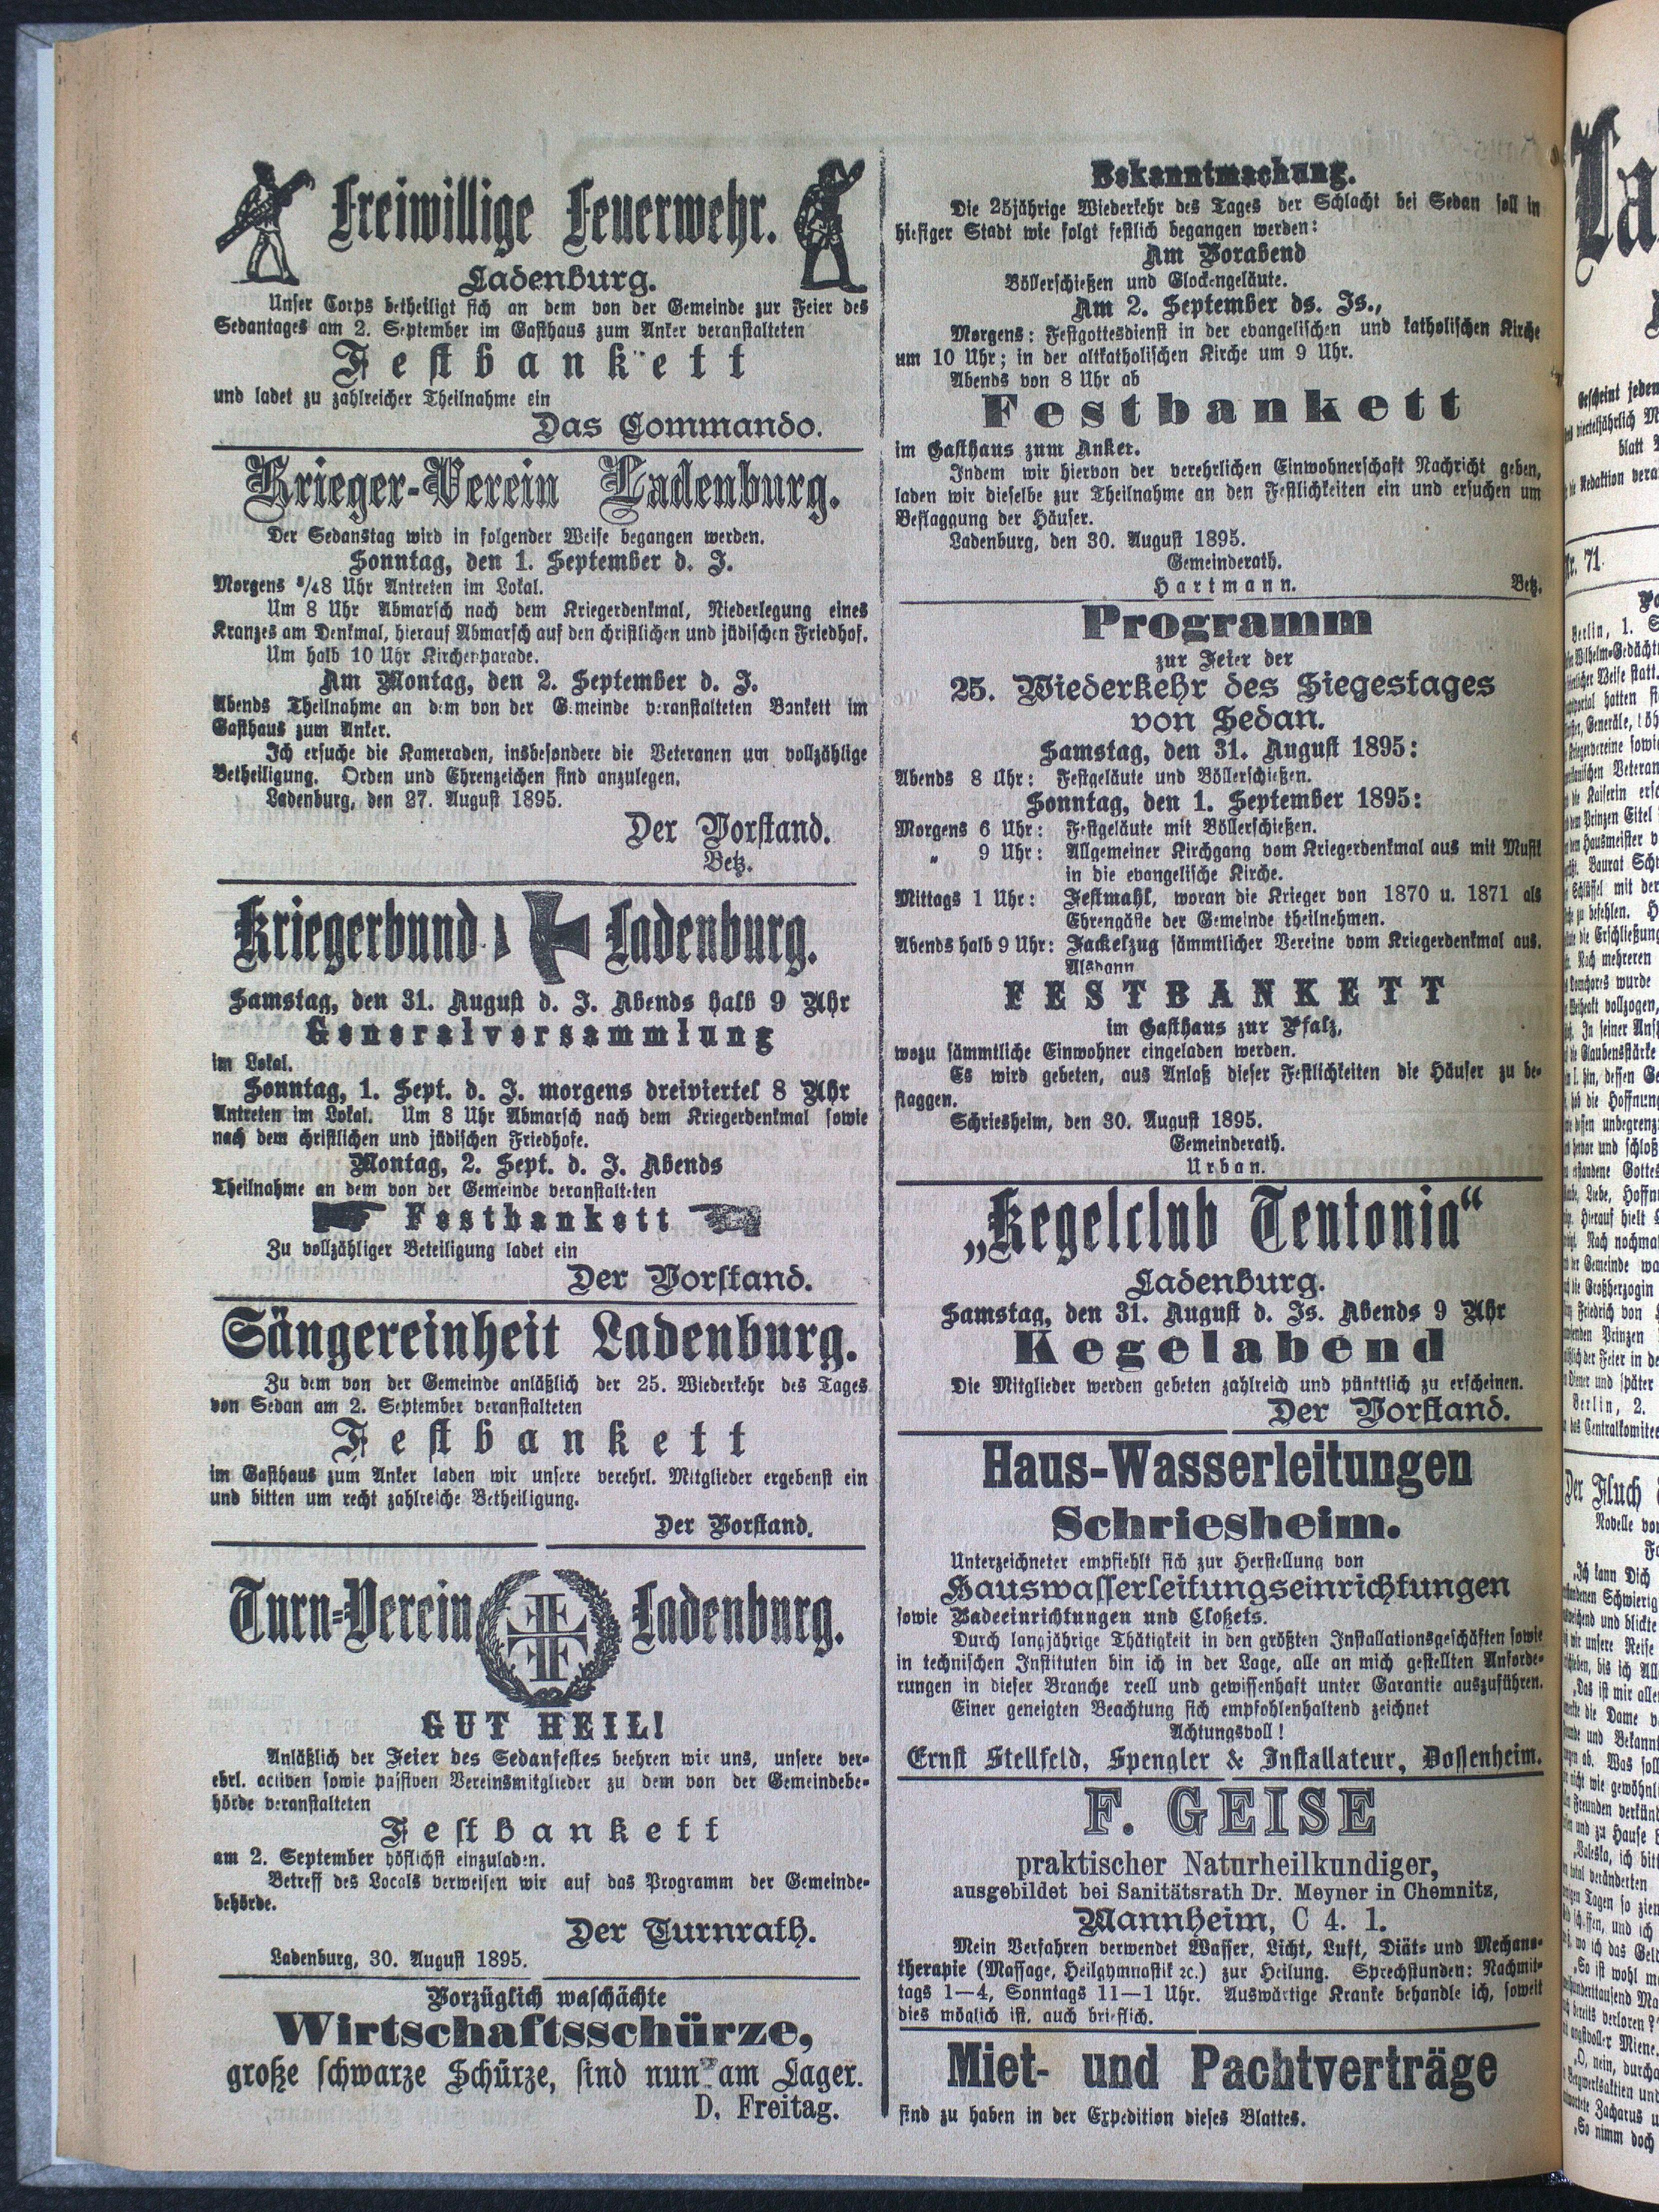 Freiwillige Feuerwehr.
Ladenburg.
Unser Corps betheiligt sich an dem von der Gemeinde zur Feier des
Sedantages am 2. September im Gasthaus zum Anker veranstalteten
Festbankett
und ladet zu zahlreicher Theilnahme ein
Das Commando.
Krieger-Verein Ladenburg.
Der Sedanstag wird in folgender Weise begangen werden.
Sonntag, den 1. September d. J.
Morgens 3/48 Uhr Antreten im Lokal.
Um 8 Uhr Abmarsch nach dem Kriegerdenkmal, Niederlegung eines
Kranzes am Denkmal, hierauf Abmarsch auf den christlichen und jüdischen Friedhof.
Um halb 10 Uhr Kirchenparade.
Am Montag, den 2. September d. J.
Abends Theilnahme an dem von der Gemeinde veranstalteten Bankett im
Gasthaus zum Anker.
Ich ersuche die Kameraden, insbesondere die Veteranen um vollzählige
Betheiligung. Orden und Ehrenzeichen sind anzulegen.
Ladenburg, den 27. August 1895.
Der Vorstand.
Betz.
Kriegerbund Ladenburg.
Samstag, den 31. August d. J. Abends halb 9 Uhr
Generalversammlung
im Lokal.
Sonntag, 1. Sept. d. J. morgens dreiviertel 8 Uhr
Antreten im Lokal. Um 8 Uhr Abmarsch nach dem Kriegerdenkmal sowie
nach dem christlichen und jüdischen Friedhofe.
Montag, 2. Sept. d. J. Abends
Theilnahme an dem von der Gemeinde veranstalteten
Festbankett
Zu vollzähliger Beteiligung ladet ein
Der Vorstand.
Sängereinheit Ladenburg.
Zu dem von der Gemeinde anläßlich der 25. Wiederkehr des Tages
von Sedan am 2. September veranstalteten
Festbankett
im Gasthaus zum Anker laden wir unsere verehrl. Mitglieder ergebenst ein
und bitten um recht zahlreiche Betheiligung.
Der Vorstand.
Turn-Verein Ladenburg.
GUT HEIL!
Anläßlich der Feier des Sedanfestes beehren wir uns, unsere ver-
ehrl. activen sowie passiven Vereinsmitglieder zu dem von der Gemeindebe-
hörde veranstalteten
Festbankett
am 2. September höflichst einzuladen.
Betreff des Locals verweisen wir auf das Programm der Gemeinde-
behörde.
Der Turnrath.
Ladenburg, 30. August 1895.
Vorzüglich waschächte
Wirtschaftsschürze,
große schwarze Schürze, sind nun am Lager.
D. Freitag.
Bekanntmachung.
Die 25jährige Wiederkehr des Tages der Schlacht bei Sedan soll in
hiesiger Stadt wie folgt festlich begangen werden:
Am Vorabend
Böllerschießen und Glockengeläute.
Am 2. September ds. Js.,
Morgens: Festgottesdienst in der evangelischen und katholischen Kirche
um 10 Uhr; in der altkatholischen Kirche um 9 Uhr.
Abends von 8 Uhr ab
Festbankett
im Gasthaus zum Anker.
Indem wir hiervon der verehrlichen Einwohnerschaft Nachricht geben,
laden wir dieselbe zur Theilnahme an den Festlichkeiten ein und ersuchen um
Beflaggung der Häuser.
Ladenburg, den 30. August 1895.
Gemeinderath.
Hartmann. Betz.
Programm
zur Feier der
25. Wiederkehr des Siegestages
von Sedan.
Samstag, den 31. August 1895:
Abends 8 Uhr: Festgeläute und Böllerschießen.
Sonntag, den 1. September 1895:
Morgens 6 Uhr: Festgeläute mit Böllerschießen.
" 9 Uhr: Allgemeiner Kirchgang vom Kriegerdenkmal aus mit Musik
in die evangelische Kirche.
Mittags 1 Uhr: Festmahl, woran die Krieger von 1870 u. 1871 als
Ehrengäste der Gemeinde theilnehmen.
Abends halb 9 Uhr: Fackelzug sämmtlicher Vereine vom Kriegerdenkmal aus.
Alsdann
FESTBANKETT
im Gasthaus zur Pfalz,
wozu sämmtliche Einwohner eingeladen werden.
Es wird gebeten, aus Anlaß dieser Festlichkeiten die Häuser zu be-
flaggen.
Schriesheim, den 30. August 1895.
Gemeinderath.
Urban.
„Kegelclub Teutonia“
Ladenburg.
Samstag, den 31. August d. Js. Abends 9 Uhr
Kegelabend
Die Mitglieder werden gebeten zahlreich und pünktlich zu erscheinen.
Der Vorstand.
Haus-Wasserleitungen
Schriesheim.
Unterzeichneter empfiehlt sich zur Herstellung von
Hauswasserleitungseinrichtungen
sowie Badeeinrichtungen und Closets.
Durch langjährige Thätigkeit in den größten Installationsgeschäften sowie
in technischen Instituten bin ich in der Lage, alle an mich gestellten Anforde-
rungen in dieser Branche reell und gewissenhaft unter Garantie auszuführen.
Einer geneigten Beachtung sich empfohlenhaltend zeichnet
Achtungsvoll!
Ernst Stellfeld, Spengler & Installateur, Dossenheim.
F. GEISE
praktischer Naturheilkundiger,
ausgebildet bei Sanitätsrath Dr. Meyner in Chemnitz,
Mannheim, C 4. 1.
Mein Verfahren verwendet Wasser, Licht, Luft, Diät- und Mechano-
therapie (Massage, Heilgymnastik ꝛc.) zur Heilung. Sprechstunden: Nachmit-
tags 1—4, Sonntags 11—1 Uhr. Auswärtige Kranke behandle ich, soweit
dies möglich ist, auch brieflich.
Miet- und Pachtverträge
sind zu haben in der Expedition dieses Blattes.
La
Erscheint jeden
vierteljährlich M
blatt
Redaktion vera
Nr. 71.
Berlin, 1. S
Berlin, 2.
Der Fluch
Novelle vo